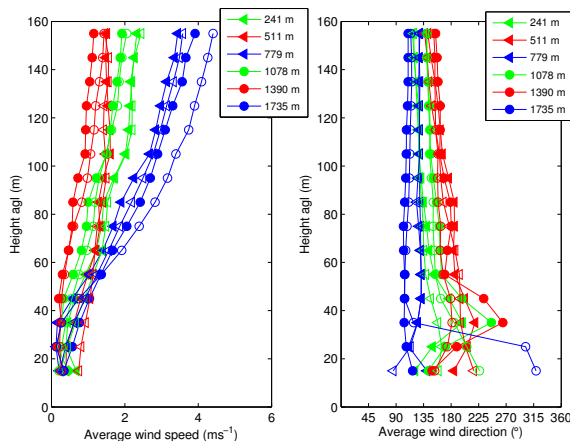 160
140
120
100
80
60
40
20
0
Height agl (m)
0 2 4 6
Average wind speed (ms⁻¹)
241 m
511 m
779 m
1078 m
1390 m
1735 m
160
140
120
100
80
60
40
20
0
Height agl (m)
45 90 135 180 225 270 315 360
Average wind direction (º)
241 m
511 m
779 m
1078 m
1390 m
1735 m